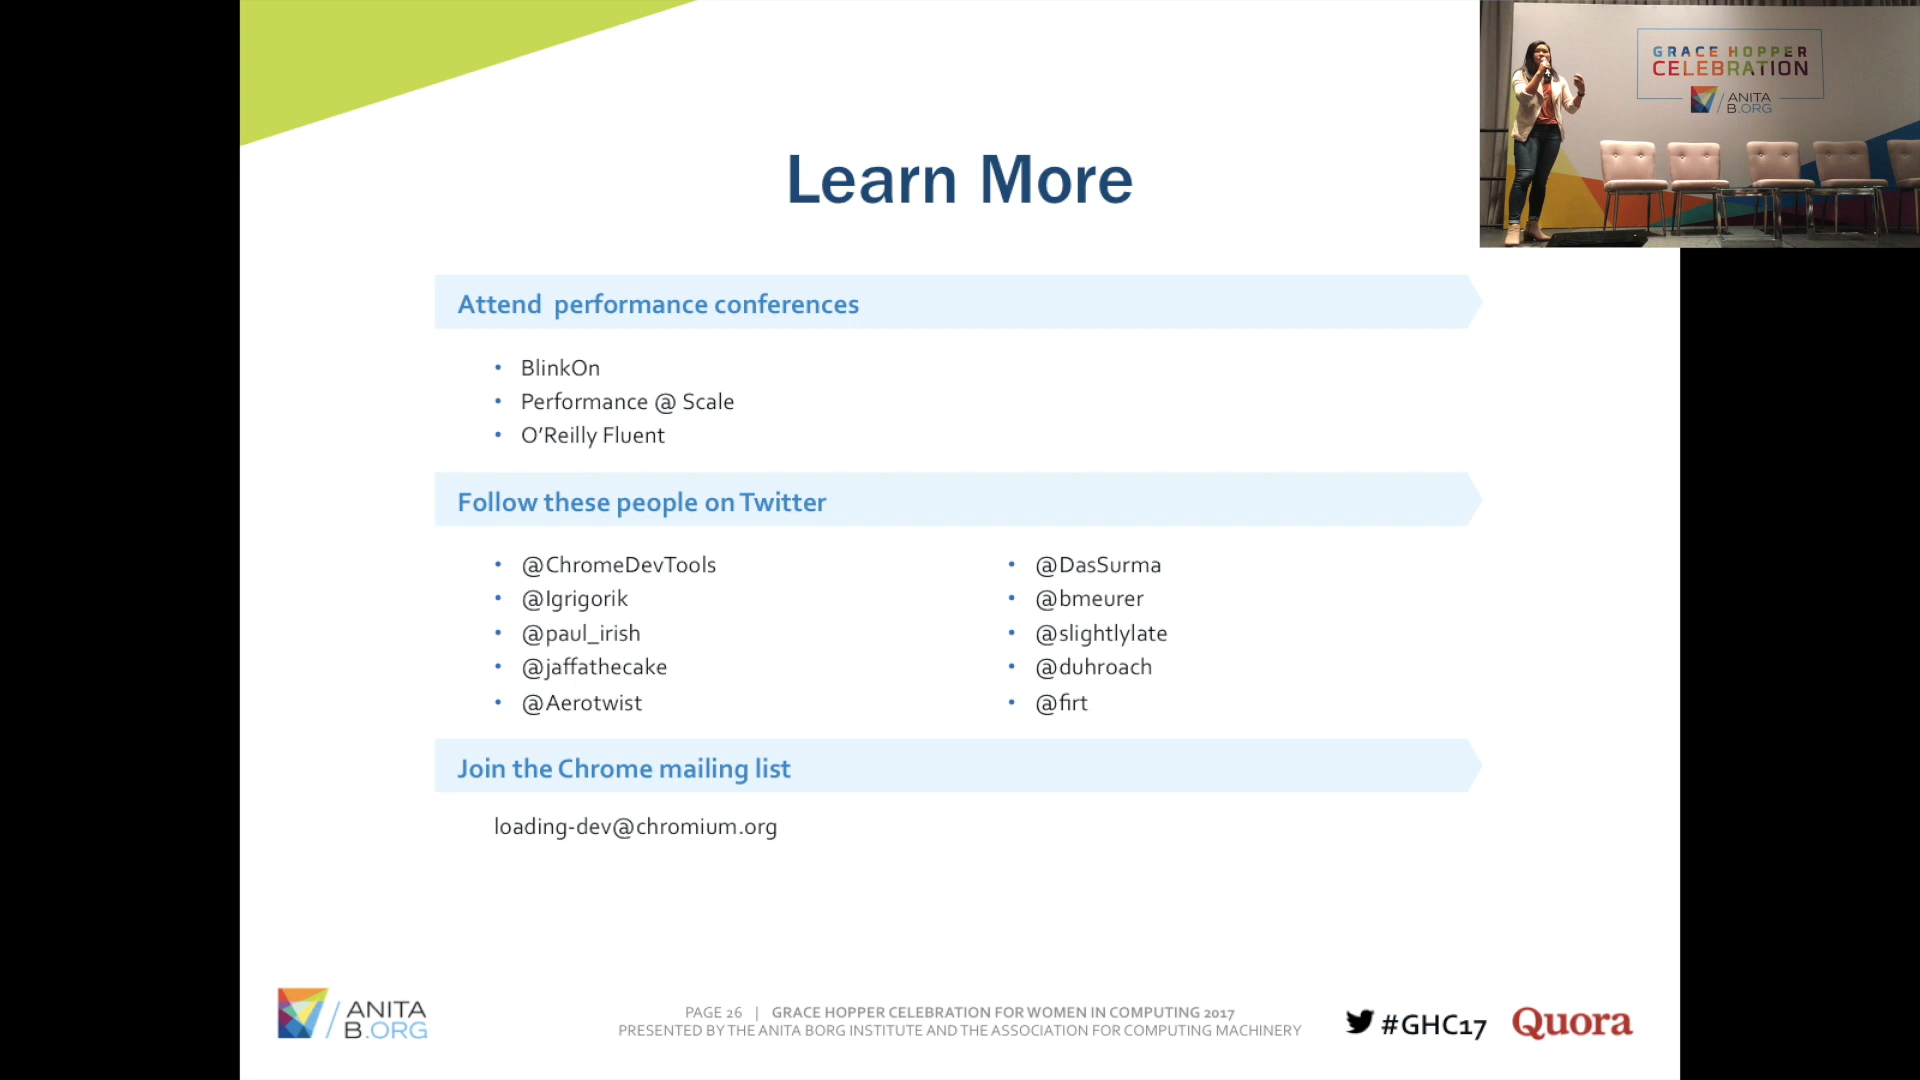 GRACE HOPPER
CELEBRATION
ANITA
B.ORG
Learn More
Attend  performance conferences
• BlinkOn
• Performance @ Scale
• O’Reilly Fluent
Follow these people on Twitter
• @ChromeDevTools
• @Igrigorik
• @paul_irish
• @jaffathecake
• @Aerotwist
• @DasSurma
• @bmeurer
• @slightlylate
• @duhroach
• @firt
Join the Chrome mailing list
loading-dev@chromium.org
ANITA
B.ORG
PAGE 26 | GRACE HOPPER CELEBRATION FOR WOMEN IN COMPUTING 2017
PRESENTED BY THE ANITA BORG INSTITUTE AND THE ASSOCIATION FOR COMPUTING MACHINERY
#GHC17
Quora